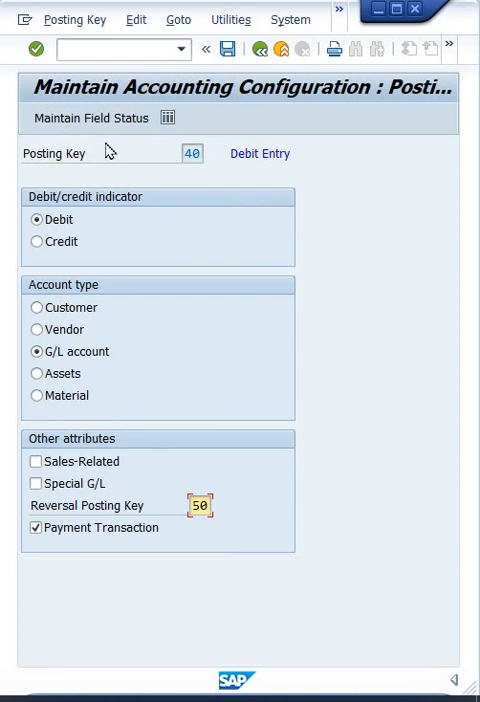 Posting Key Edit Goto Utilities System »
« »
Maintain Accounting Configuration : Posti...
Maintain Field Status
Posting Key 40 Debit Entry
Debit/credit indicator
Debit
Credit
Account type
Customer
Vendor
G/L account
Assets
Material
Other attributes
Sales-Related
Special G/L
Reversal Posting Key 50
Payment Transaction
SAP